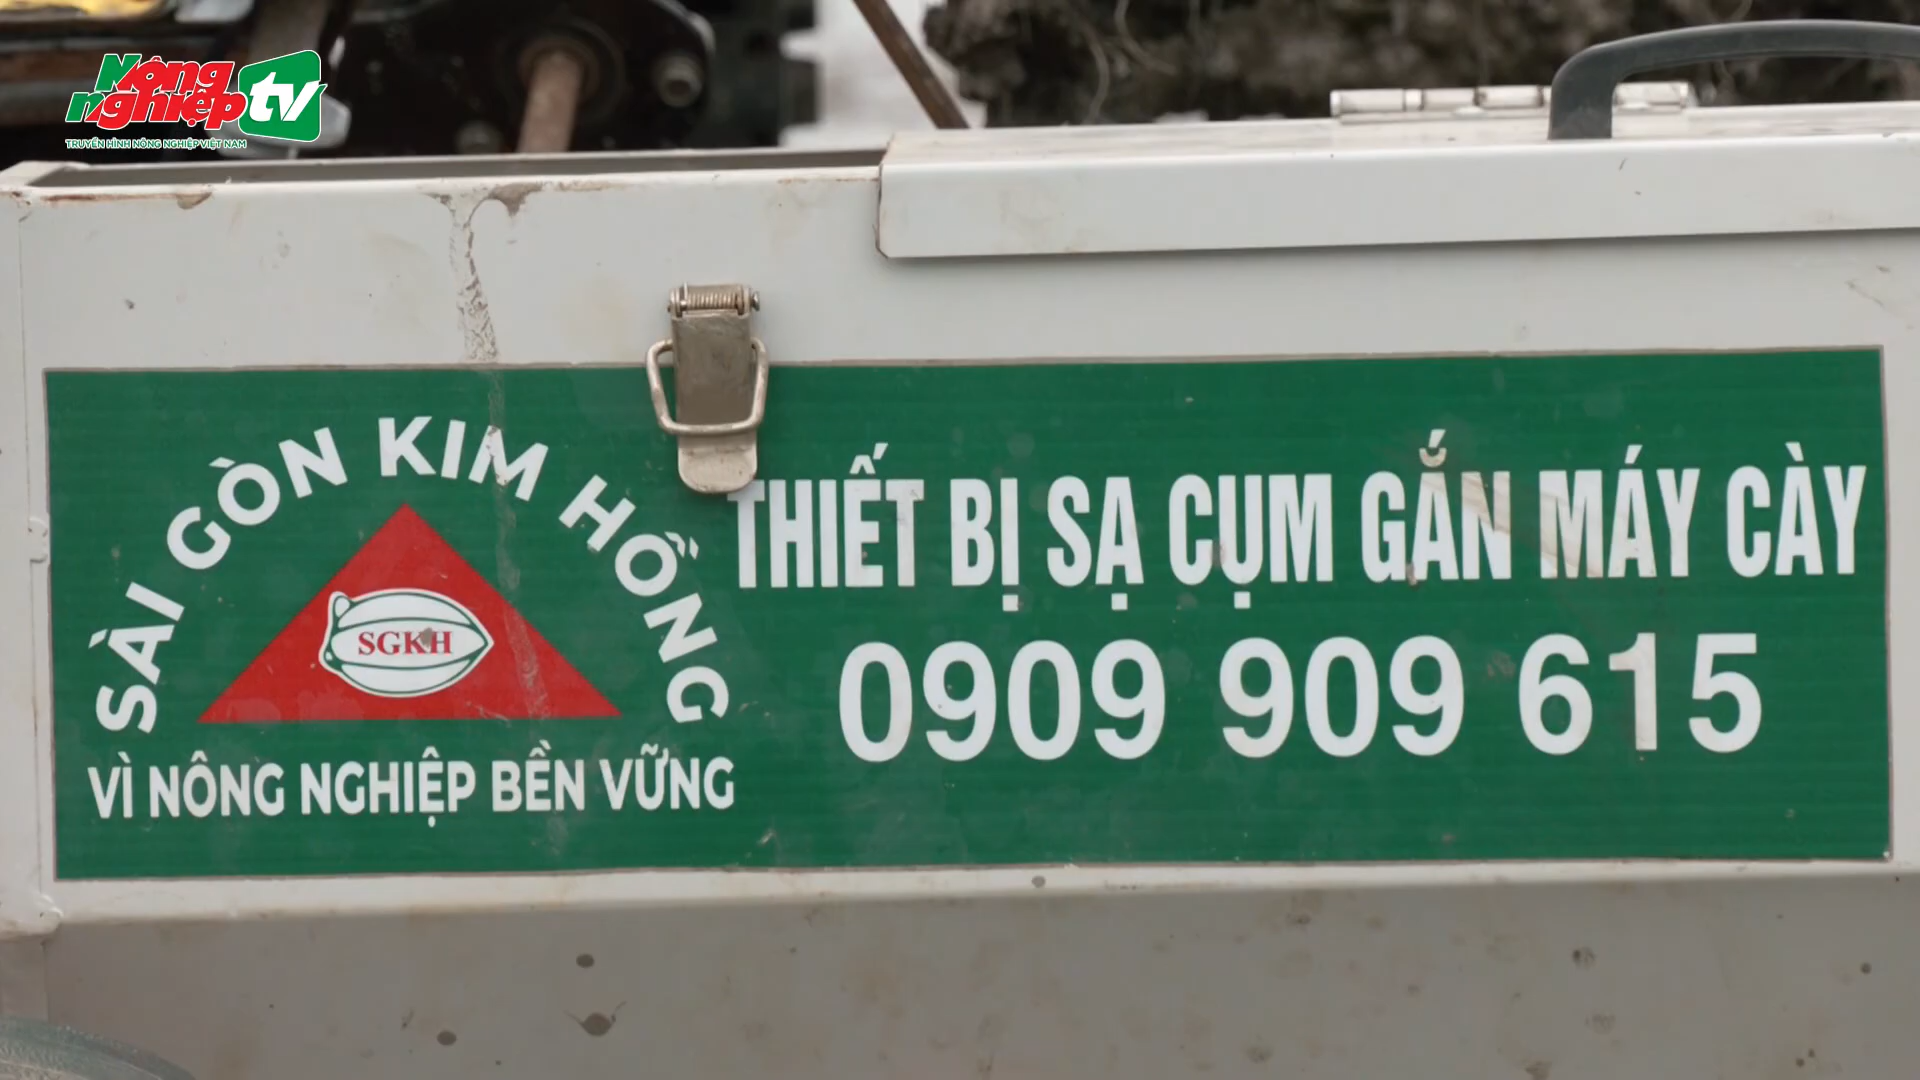 Nông
nghiệp tv
TRUYỀN HÌNH NÔNG NGHIỆP VIỆT NAM
SÀI GÒN KIM HỒNG
SGKH
VÌ NÔNG NGHIỆP BỀN VỮNG
THIẾT BỊ SẠ CỤM GẮN MÁY CÀY
0909 909 615